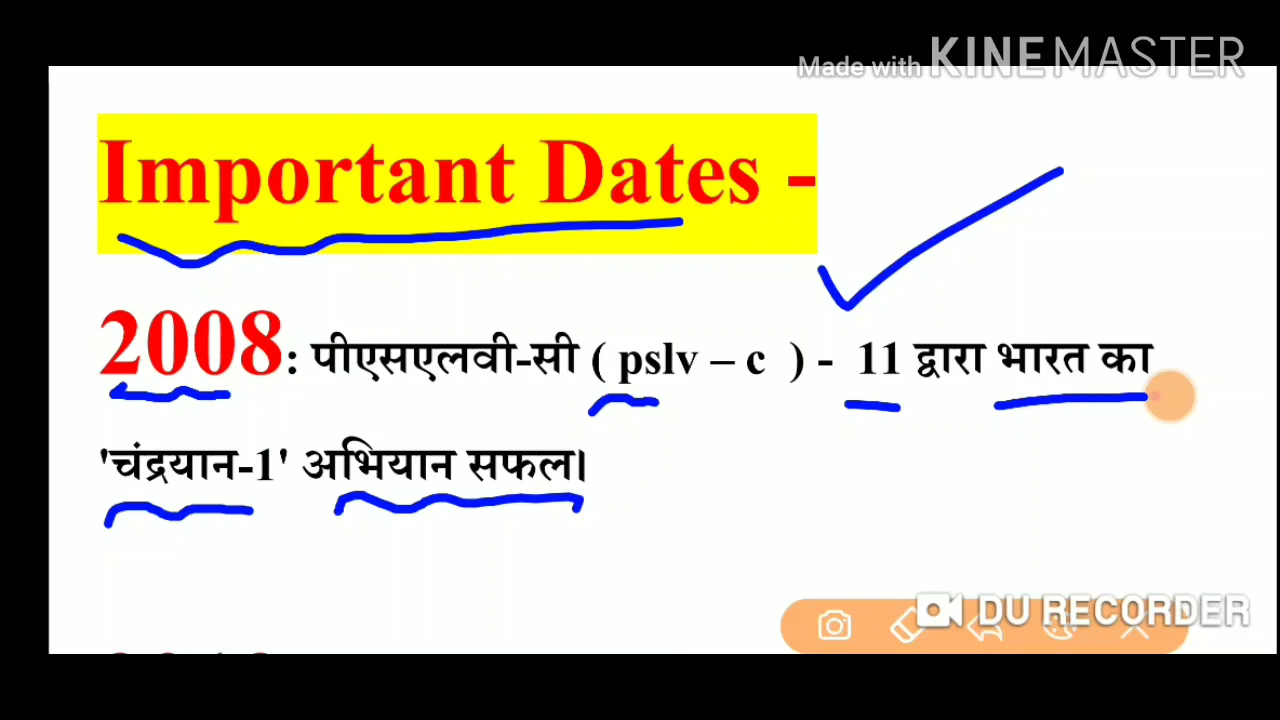 Made with KINEMASTER
Important Dates -
2008: पीएसएलवी-सी ( pslv – c ) - 11 द्वारा भारत का
'चंद्रयान-1' अभियान सफल।
DU RECORDER